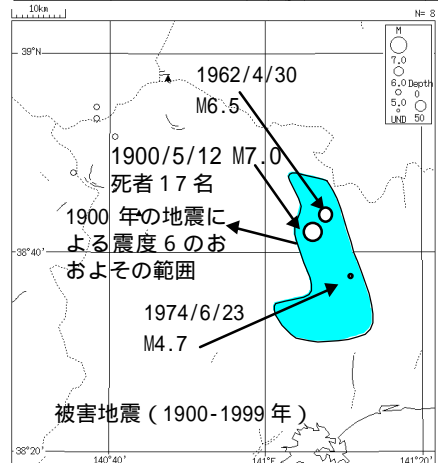 10km
N= 8
39°N
M
7.0
6.0 Depth
0
5.0
UND 50
1962/4/30
M6.5
1900/5/12 M7.0
死者17名
1900 年の地震に
よる震度6のお
およその範囲
38°40'
1974/6/23
M4.7
被害地震(1900-1999 年)
38°20'
140°40'
141°E
141°20'